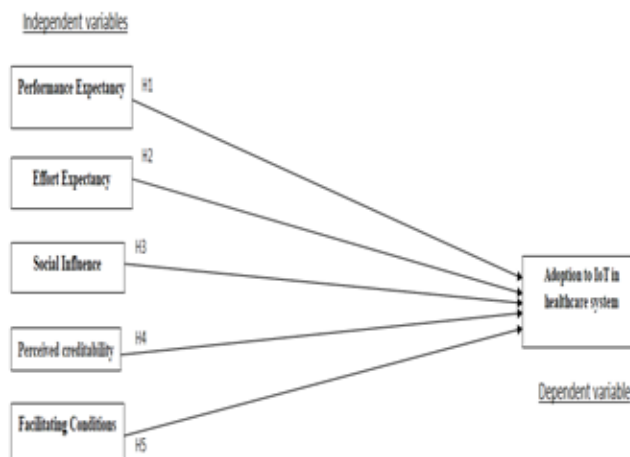 Independent variables
Performance Expectancy
H1
Effort Expectancy
H2
Social Influence
H3
Perceived creditability
H4
Facilitating Conditions
H5
Adoption to IoT in
healthcare system
Dependent variable